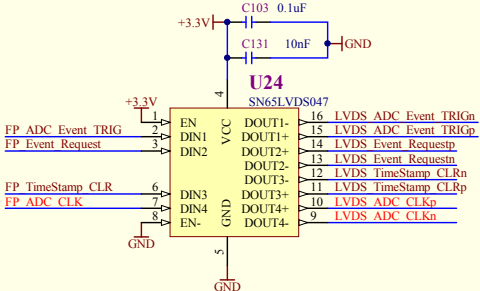 C103 0.1uF
+3.3V
C131 10nF
GND
U24
SN65LVDS047
4
VCC
+3.3V
1 EN DOUT1- 16 LVDS_ADC_Event_TRIGn
FP_ADC_Event_TRIG 2 DIN1 DOUT1+ 15 LVDS_ADC_Event_TRIGp
FP_Event_Request 3 DIN2 DOUT2+ 14 LVDS_Event_Requestp
DOUT2- 13 LVDS_Event_Requestn
DOUT3- 12 LVDS_TimeStamp_CLRn
FP_TimeStamp_CLR 6 DIN3 DOUT3+ 11 LVDS_TimeStamp_CLRp
FP_ADC_CLK 7 DIN4 DOUT4+ 10 LVDS_ADC_CLKp
8 EN- DOUT4- 9 LVDS_ADC_CLKn
GND
GND
5
GND